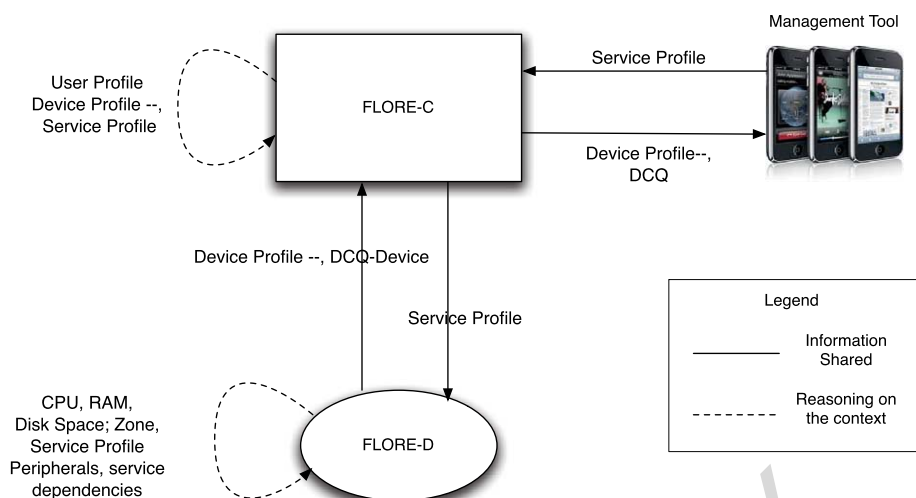 Management Tool
Service Profile
User Profile
Device Profile --,
Service Profile
FLORE-C
Device Profile--,
DCQ
Device Profile --, DCQ-Device
Service Profile
Legend
Information
Shared
Reasoning on
the context
CPU, RAM,
Disk Space; Zone,
Service Profile
Peripherals, service
dependencies
FLORE-D